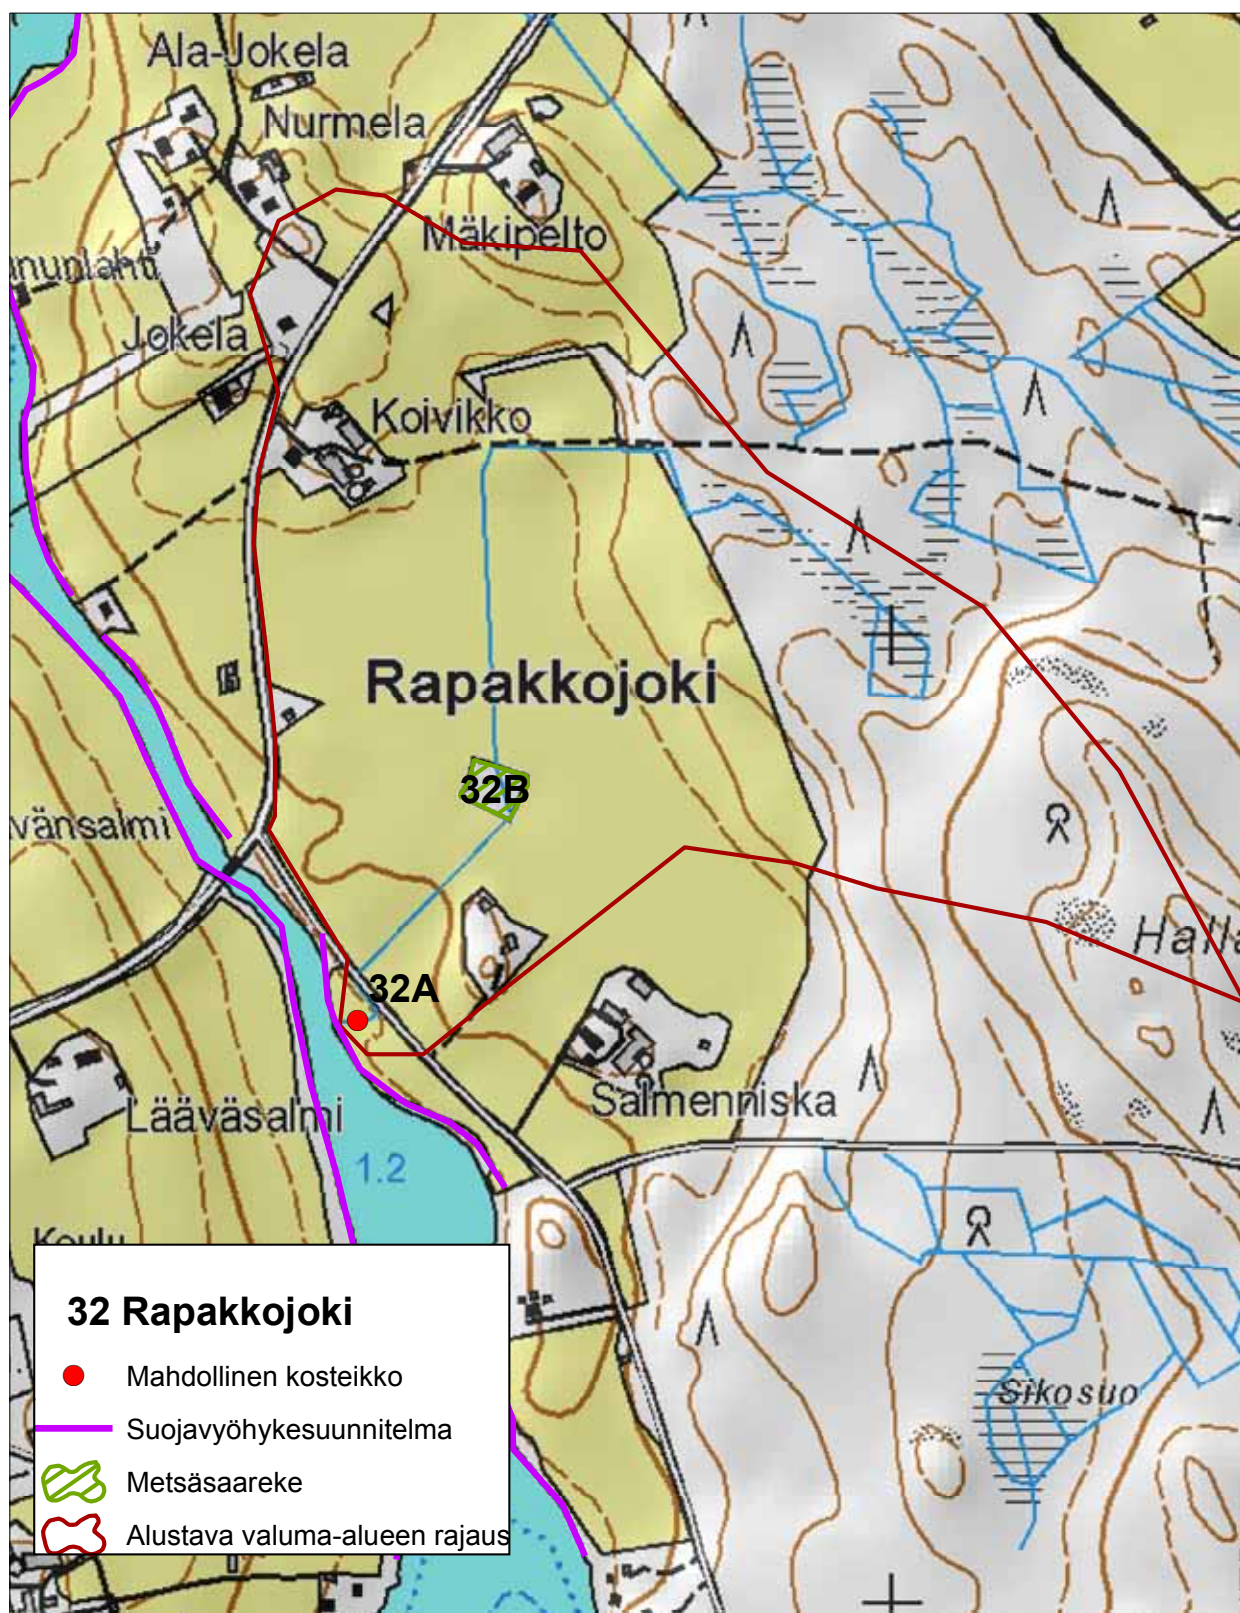 Ala-Jokela
Nurmela
Mäkipelto
Jokela
Koivikko
Rapakkojoki
32B
32A
Salmenniska
Lääväsalmi
1.2
Koulu
Sikosuo
32 Rapakkojoki
Mahdollinen kosteikko
Suojavyöhykesuunnitelma
Metsäsaareke
Alustava valuma-alueen rajaus